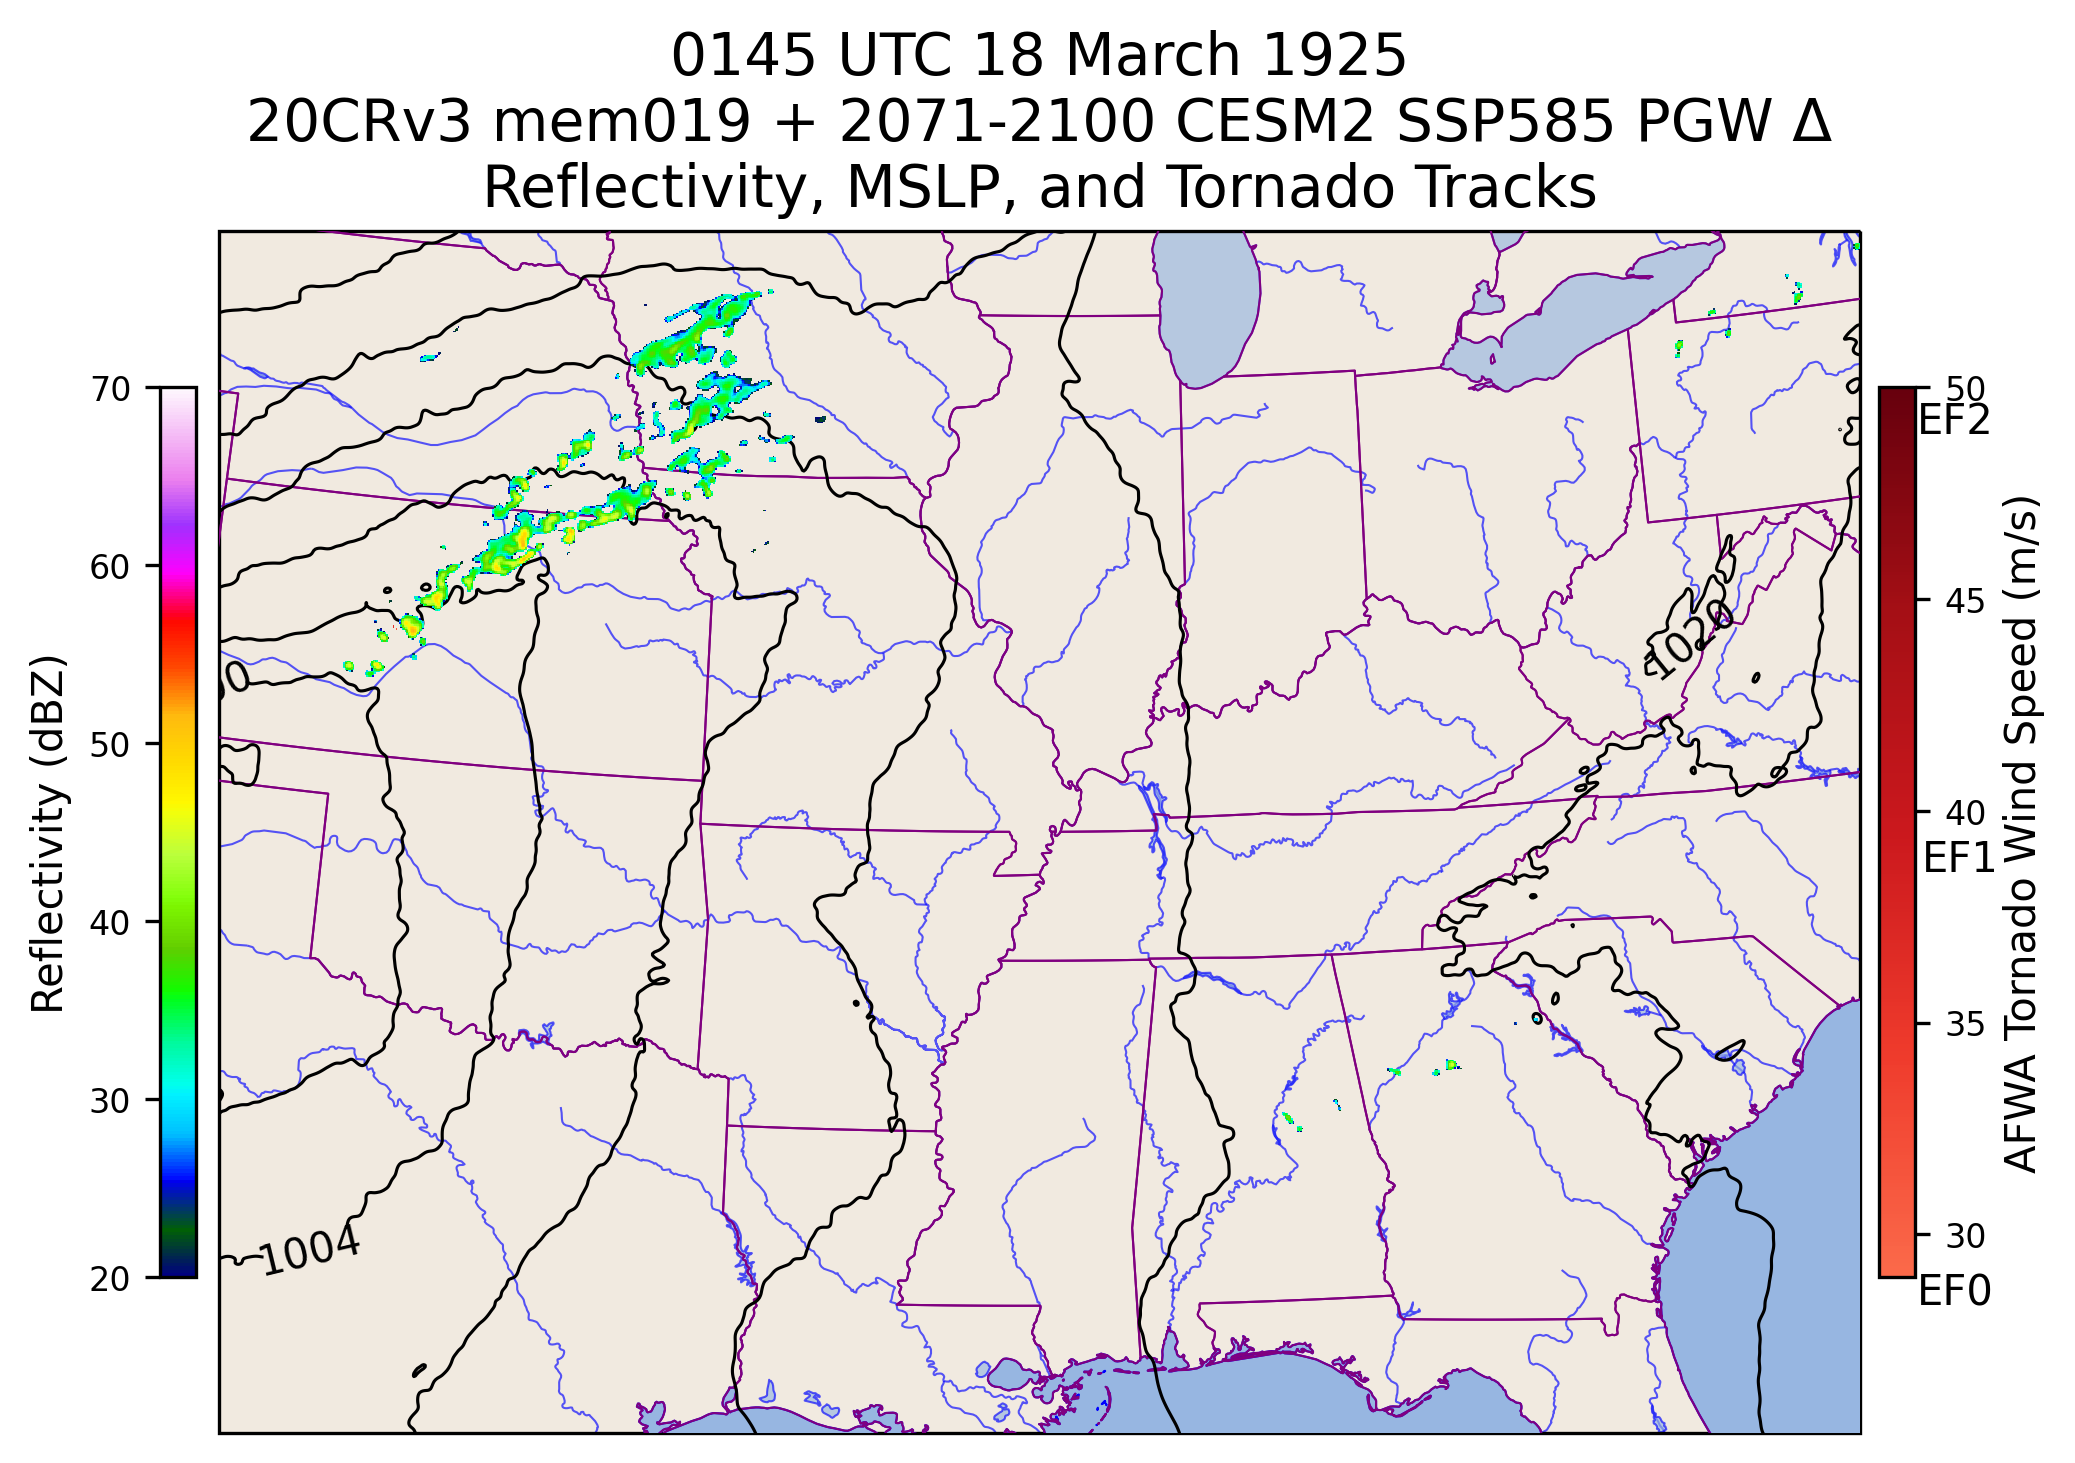 0145 UTC 18 March 1925
20CRv3 mem019 + 2071-2100 CESM2 SSP585 PGW Δ
Reflectivity, MSLP, and Tornado Tracks
Reflectivity (dBZ)
70
60
50
40
30
20
1020
1004
50
EF2
45
40
EF1
35
30
EF0
AFWA Tornado Wind Speed (m/s)